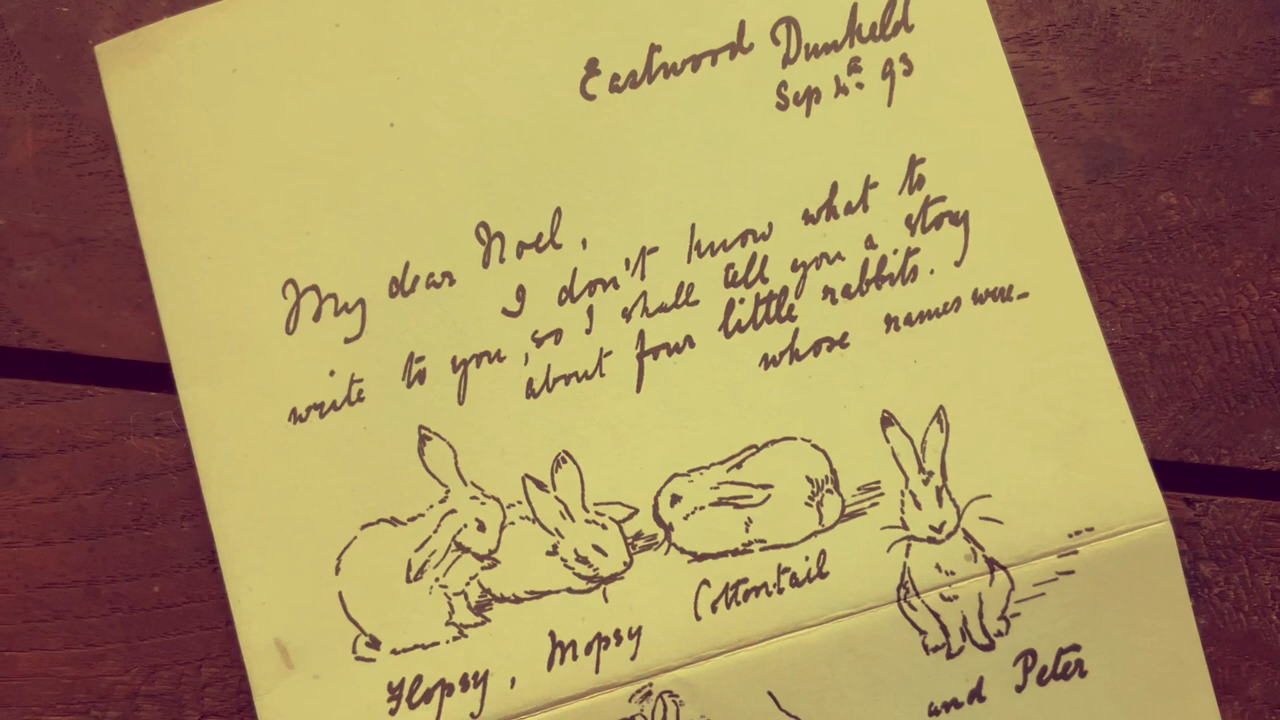 Eastwood Dunkeld
Sep 4th 93
My dear Noel,
I don't know what to
write to you, so I shall tell you a story
about four little rabbits.
whose names were–
Flopsy, Mopsy Cottontail
and Peter